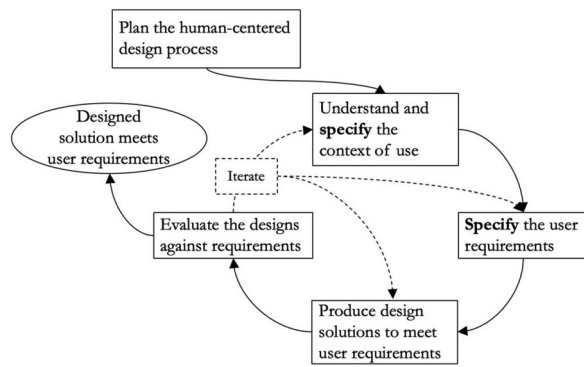 Plan the human-centered
design process
Understand and
specify the
context of use
Designed
solution meets
user requirements
Iterate
Evaluate the designs
against requirements
Specify the user
requirements
Produce design
solutions to meet
user requirements